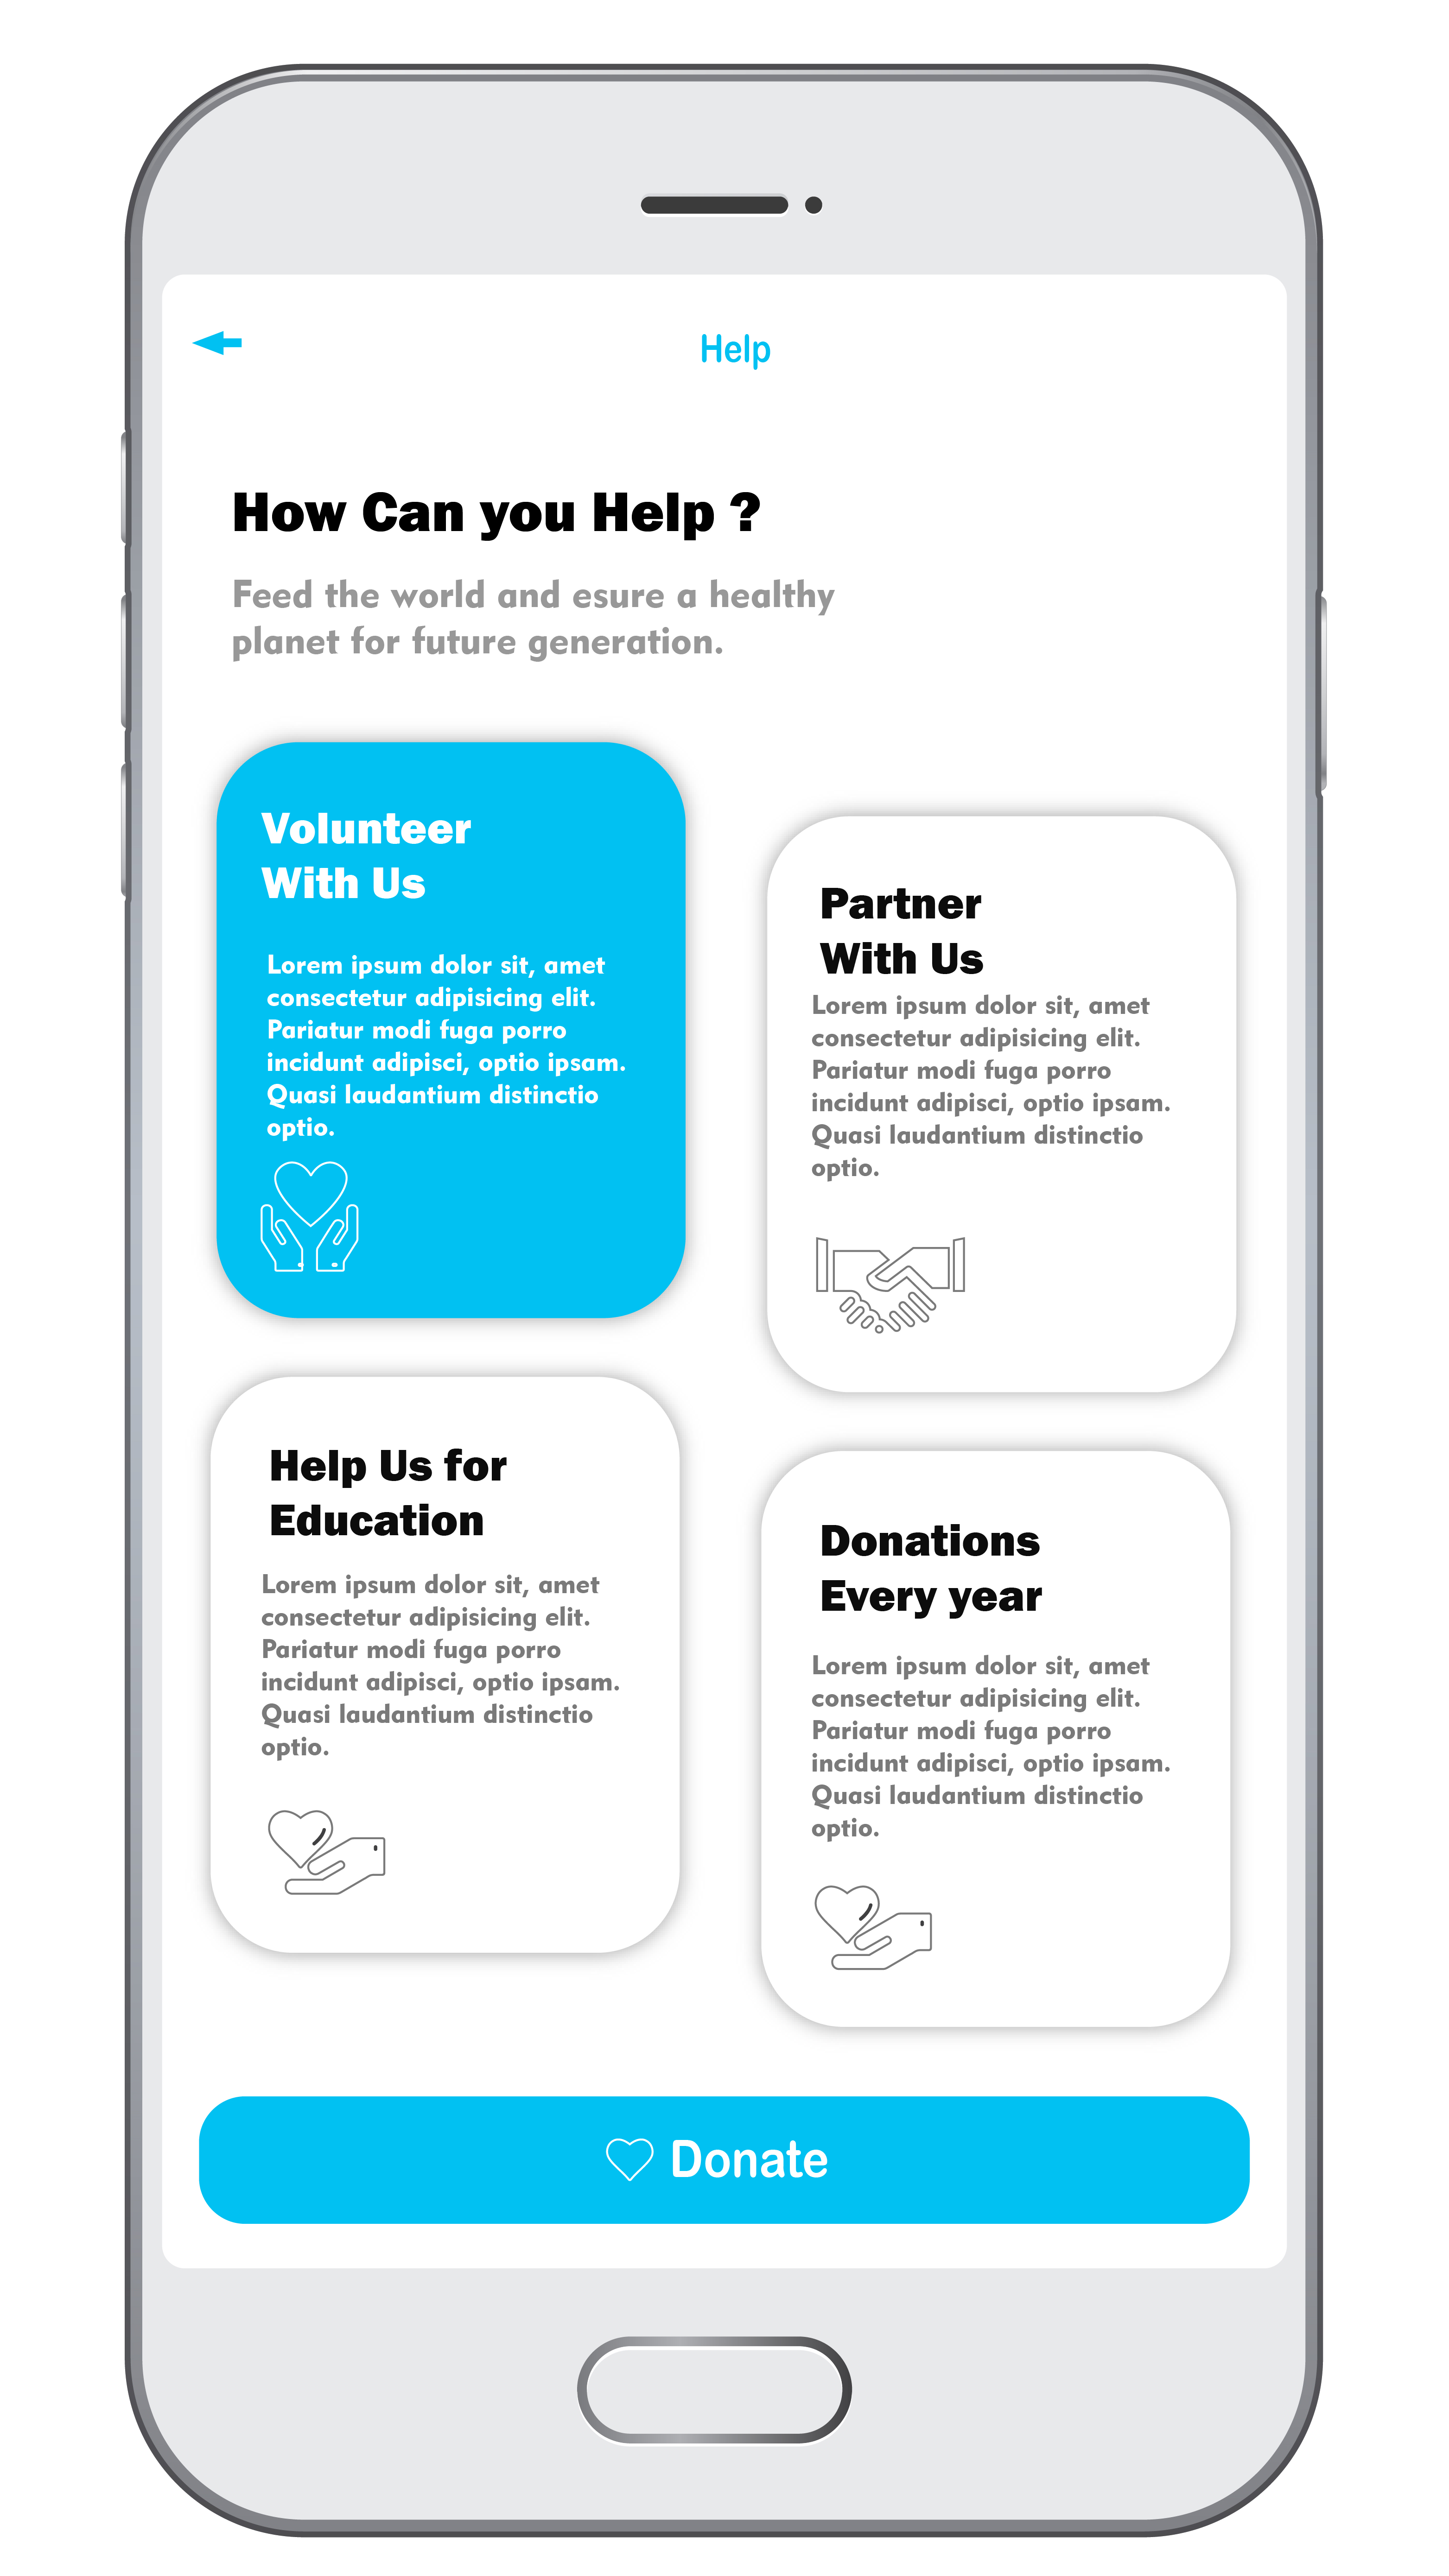 Help
How Can you Help ?
Feed the world and esure a healthy
planet for future generation.
Volunteer
With Us
Lorem ipsum dolor sit, amet
consectetur adipisicing elit.
Pariatur modi fuga porro
incidunt adipisci, optio ipsam.
Quasi laudantium distinctio
optio.
Partner
With Us
Lorem ipsum dolor sit, amet
consectetur adipisicing elit.
Pariatur modi fuga porro
incidunt adipisci, optio ipsam.
Quasi laudantium distinctio
optio.
Help Us for
Education
Lorem ipsum dolor sit, amet
consectetur adipisicing elit.
Pariatur modi fuga porro
incidunt adipisci, optio ipsam.
Quasi laudantium distinctio
optio.
Donations
Every year
Lorem ipsum dolor sit, amet
consectetur adipisicing elit.
Pariatur modi fuga porro
incidunt adipisci, optio ipsam.
Quasi laudantium distinctio
optio.
Donate